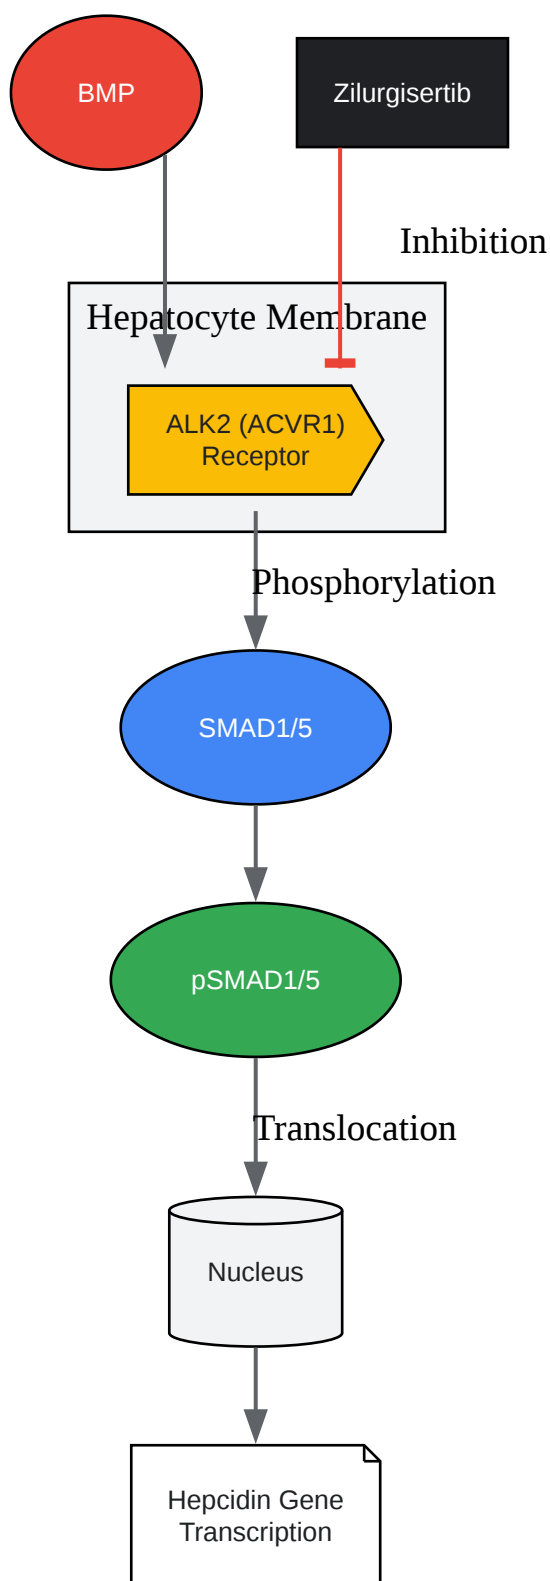 BMP
Zilurgisertib
Inhibition
Hepatocyte Membrane
ALK2 (ACVR1)
Receptor
Phosphorylation
SMAD1/5
pSMAD1/5
Translocation
Nucleus
Hepcidin Gene
Transcription